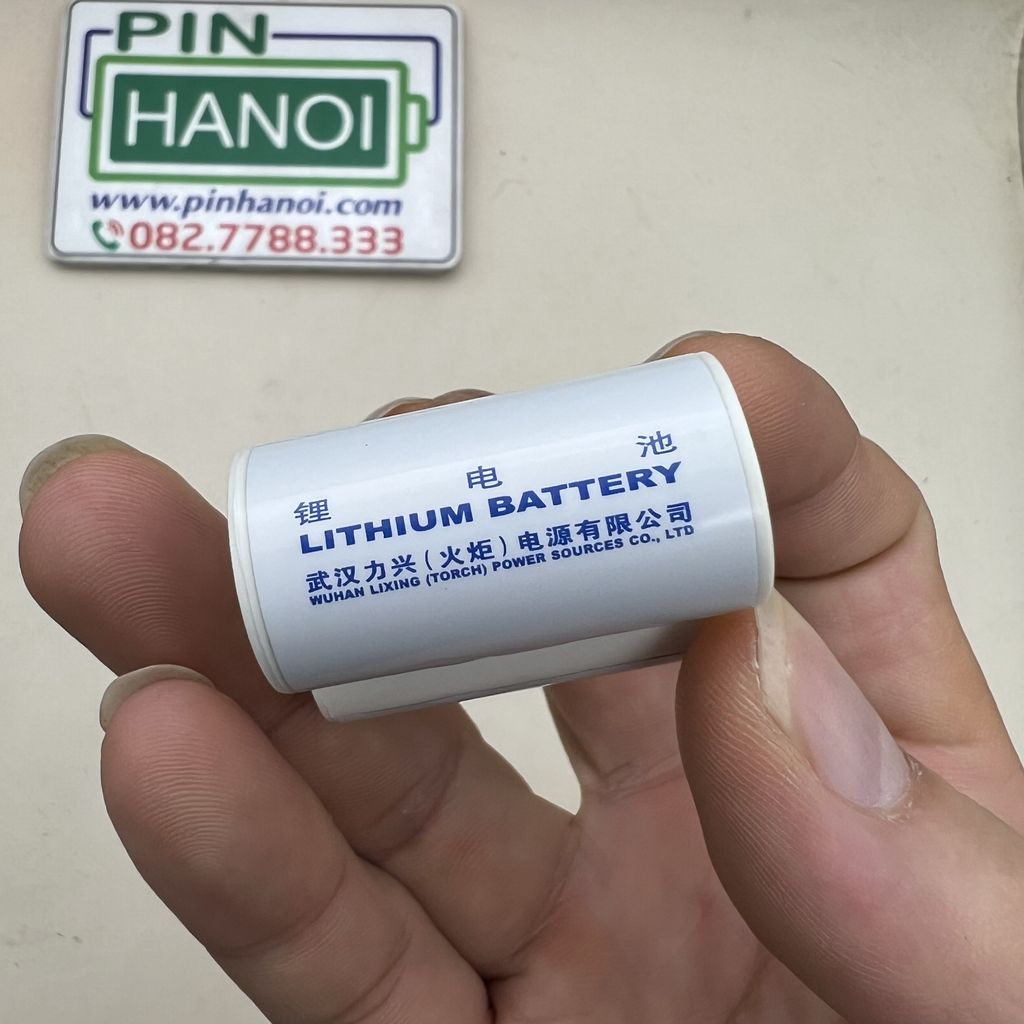 PIN
HANOI
www.pinhanoi.com
082.7788.333
锂 电 池
LITHIUM BATTERY
武汉力兴(火炬)电源有限公司
WUHAN LIXING (TORCH) POWER SOURCES CO., LTD